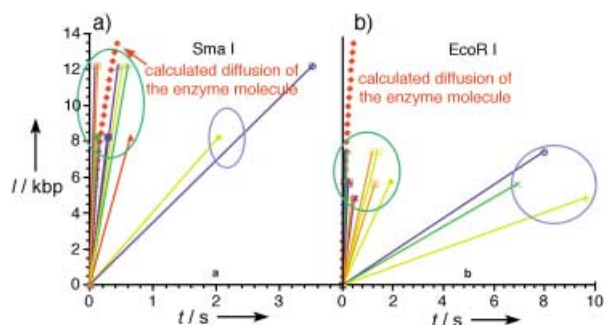 a)
Sma I
calculated diffusion of
the enzyme molecule
b)
EcoR I
calculated diffusion of
the enzyme molecule
14
12
10
8
6
4
2
0
l / kbp
a
b
0 1 2 3
0 2 4 6 8 10
t / s
t / s